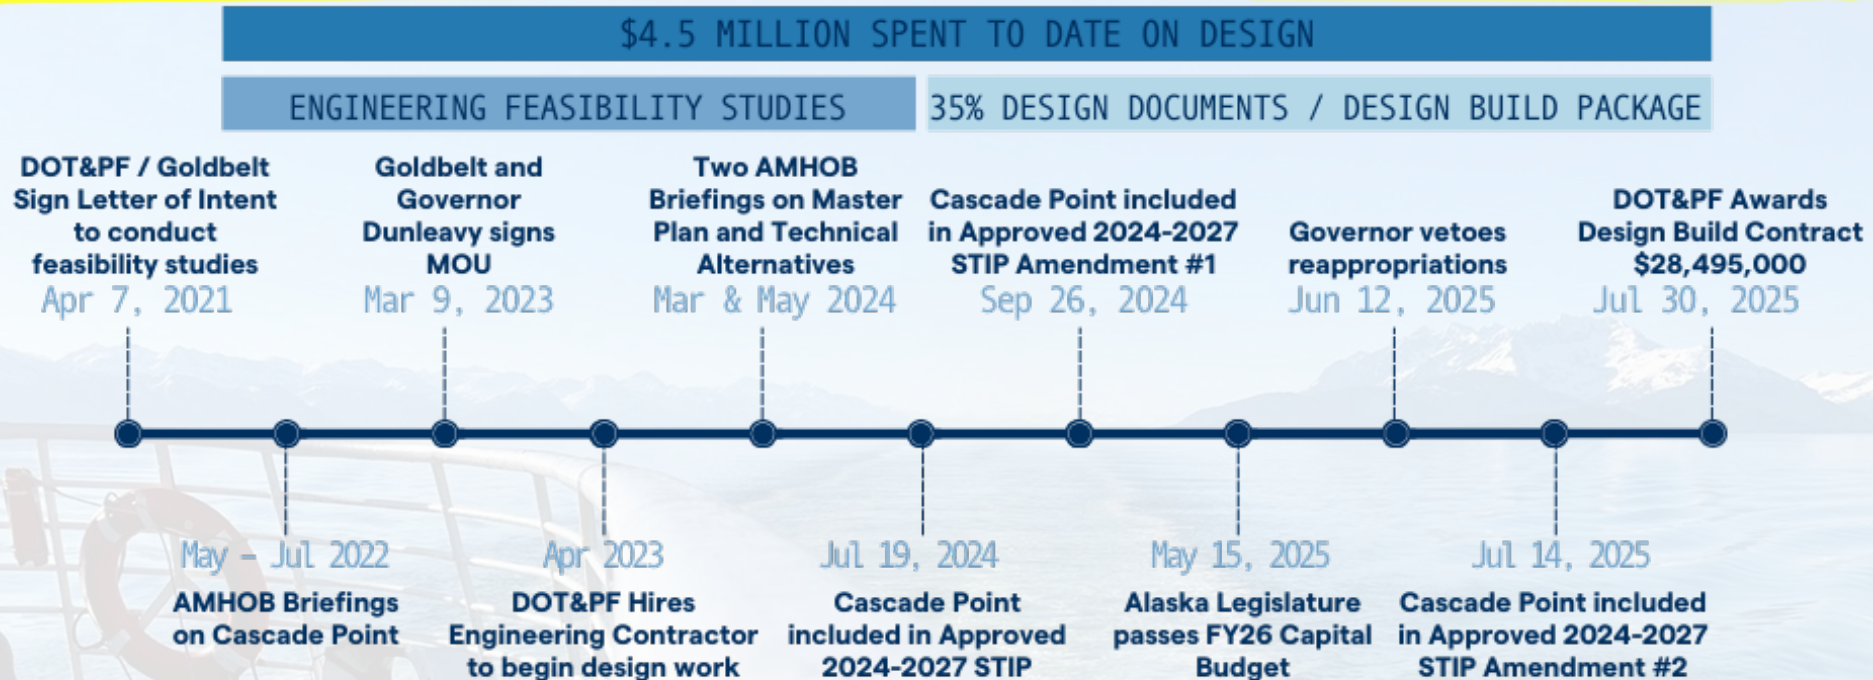 $4.5 MILLION SPENT TO DATE ON DESIGN
ENGINEERING FEASIBILITY STUDIES
35% DESIGN DOCUMENTS / DESIGN BUILD PACKAGE
DOT&PF / Goldbelt
Sign Letter of Intent
to conduct
feasibility studies
Apr 7, 2021
Goldbelt and
Governor
Dunleavy signs
MOU
Mar 9, 2023
Two AMHOB
Briefings on Master
Plan and Technical
Alternatives
Mar & May 2024
Cascade Point included
in Approved 2024-2027
STIP Amendment #1
Sep 26, 2024
Governor vetoes
reappropriations
Jun 12, 2025
DOT&PF Awards
Design Build Contract
$28,495,000
Jul 30, 2025
May – Jul 2022
AMHOB Briefings
on Cascade Point
Apr 2023
DOT&PF Hires
Engineering Contractor
to begin design work
Jul 19, 2024
Cascade Point
included in Approved
2024-2027 STIP
May 15, 2025
Alaska Legislature
passes FY26 Capital
Budget
Jul 14, 2025
Cascade Point included
in Approved 2024-2027
STIP Amendment #2